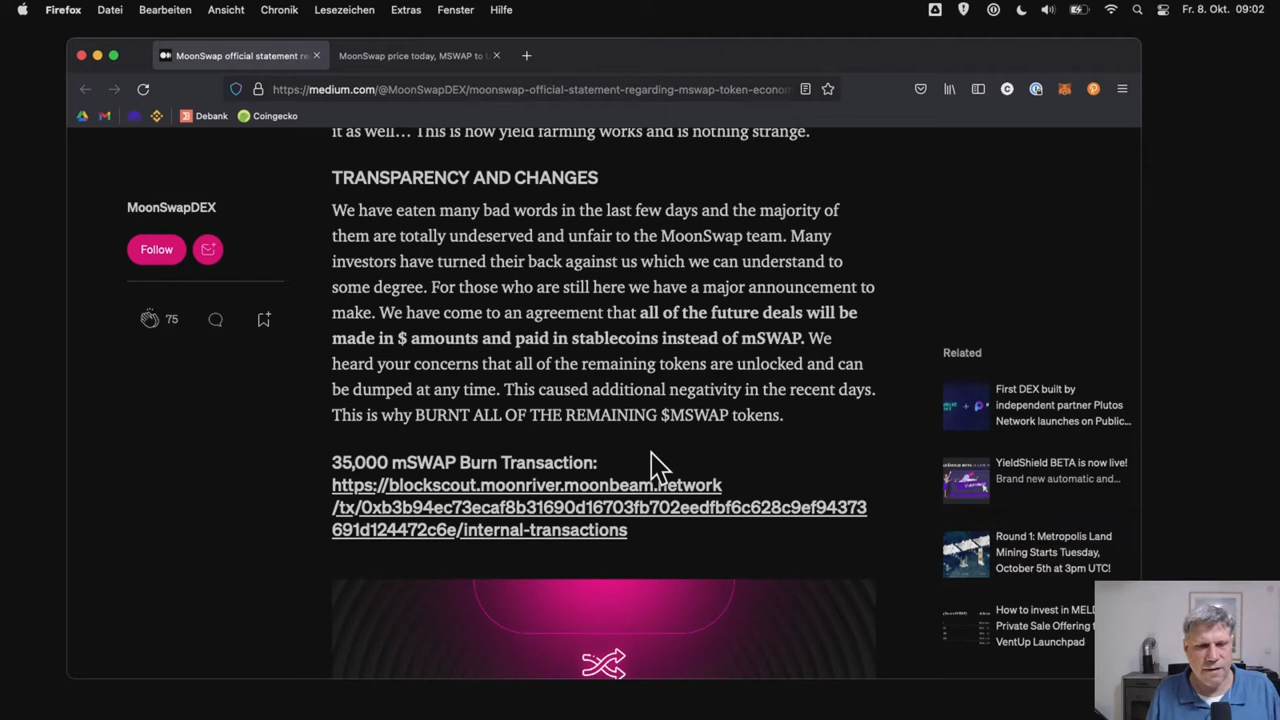 Firefox Datei Bearbeiten Ansicht Chronik Lesezeichen Extras Fenster Hilfe Fr. 8. Okt. 09:02
MoonSwap official statement re MoonSwap price today, MSWAP to U
https://medium.com/@MoonSwapDEX/moonswap-official-statement-regarding-mswap-token-econom
Debank Coingecko
it as well… This is how yield farming works and is nothing strange.
TRANSPARENCY AND CHANGES
MoonSwapDEX
Follow
75
We have eaten many bad words in the last few days and the majority of
them are totally undeserved and unfair to the MoonSwap team. Many
investors have turned their back against us which we can understand to
some degree. For those who are still here we have a major announcement to
make. We have come to an agreement that all of the future deals will be
made in $ amounts and paid in stablecoins instead of mSWAP. We
heard your concerns that all of the remaining tokens are unlocked and can
be dumped at any time. This caused additional negativity in the recent days.
This is why BURNT ALL OF THE REMAINING $MSWAP tokens.
35,000 mSWAP Burn Transaction:
https://blockscout.moonriver.moonbeam.network
/tx/0xb3b94ec73ecaf8b31690d16703fb702eedfbf6c628c9ef94373
691d124472c6e/internal-transactions
Related
First DEX built by
independent partner Plutos
Network launches on Public…
YieldShield BETA is now live!
Brand new automatic and…
Round 1: Metropolis Land
Mining Starts Tuesday,
October 5th at 3pm UTC!
How to invest in MELD
Private Sale Offering f
VentUp Launchpad